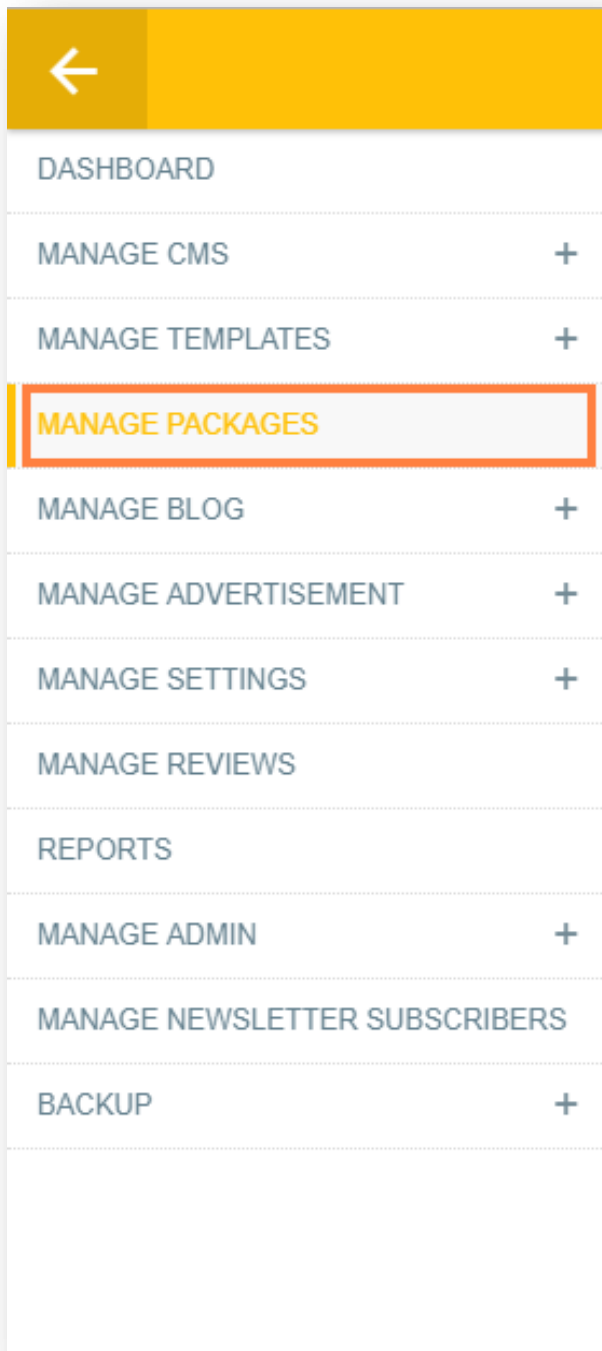 DASHBOARD
MANAGE CMS +
MANAGE TEMPLATES +
MANAGE PACKAGES
MANAGE BLOG +
MANAGE ADVERTISEMENT +
MANAGE SETTINGS +
MANAGE REVIEWS
REPORTS
MANAGE ADMIN +
MANAGE NEWSLETTER SUBSCRIBERS
BACKUP +